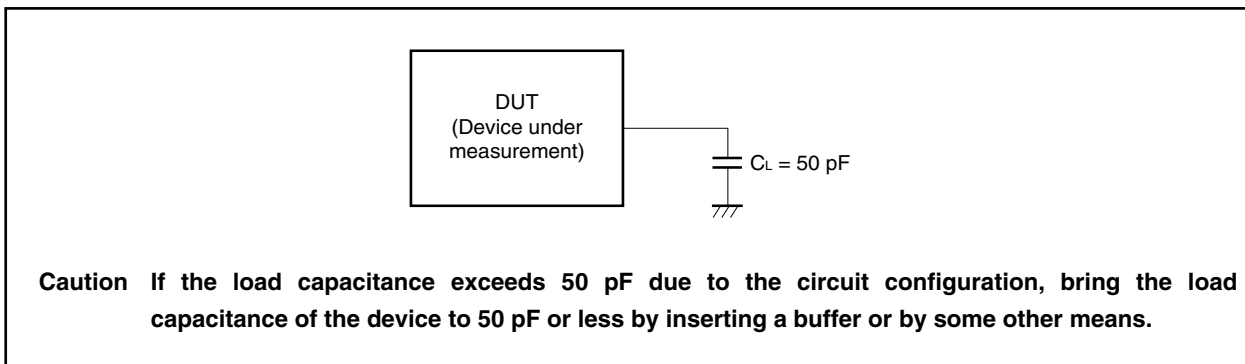 DUT
(Device under
measurement)
CL = 50 pF
Caution If the load capacitance exceeds 50 pF due to the circuit configuration, bring the load
capacitance of the device to 50 pF or less by inserting a buffer or by some other means.